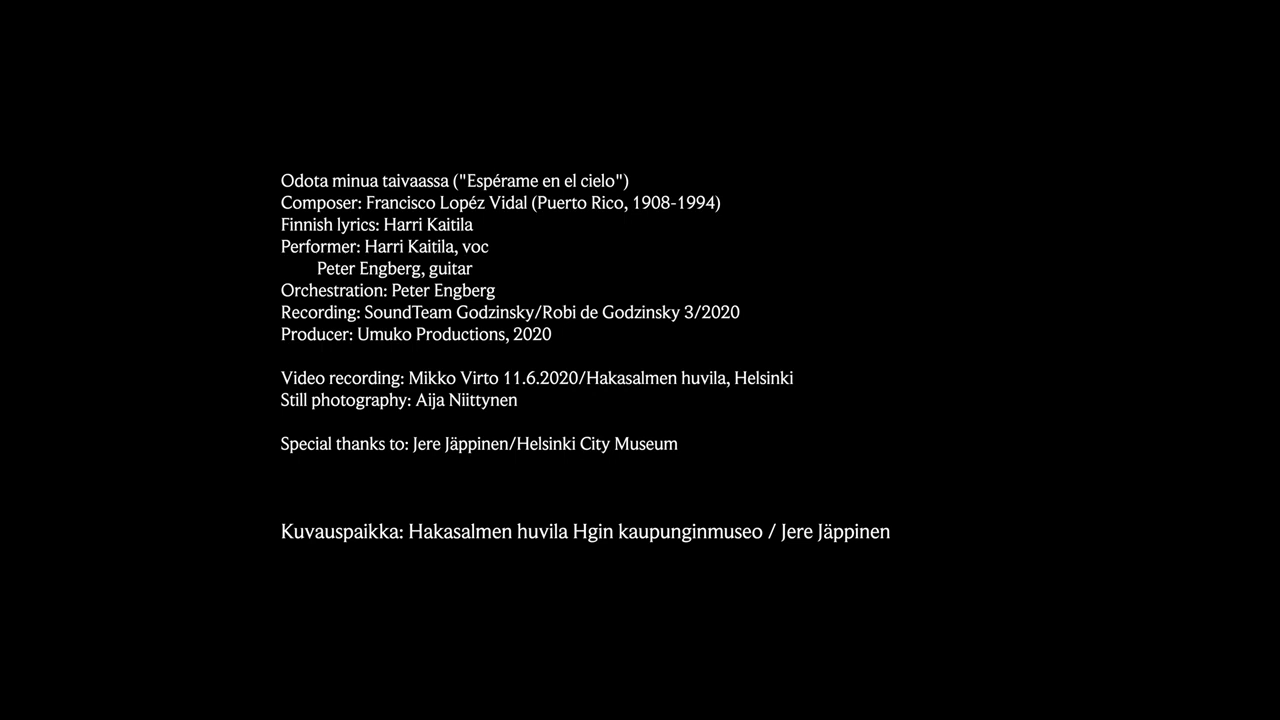 Odota minua taivaassa ("Espérame en el cielo")
Composer: Francisco Lopéz Vidal (Puerto Rico, 1908-1994)
Finnish lyrics: Harri Kaitila
Performer: Harri Kaitila, voc
Peter Engberg, guitar
Orchestration: Peter Engberg
Recording: SoundTeam Godzinsky/Robi de Godzinsky 3/2020
Producer: Umuko Productions, 2020
Video recording: Mikko Virto 11.6.2020/Hakasalmen huvila, Helsinki
Still photography: Aija Niittynen
Special thanks to: Jere Jäppinen/Helsinki City Museum
Kuvauspaikka: Hakasalmen huvila Hgin kaupunginmuseo / Jere Jäppinen